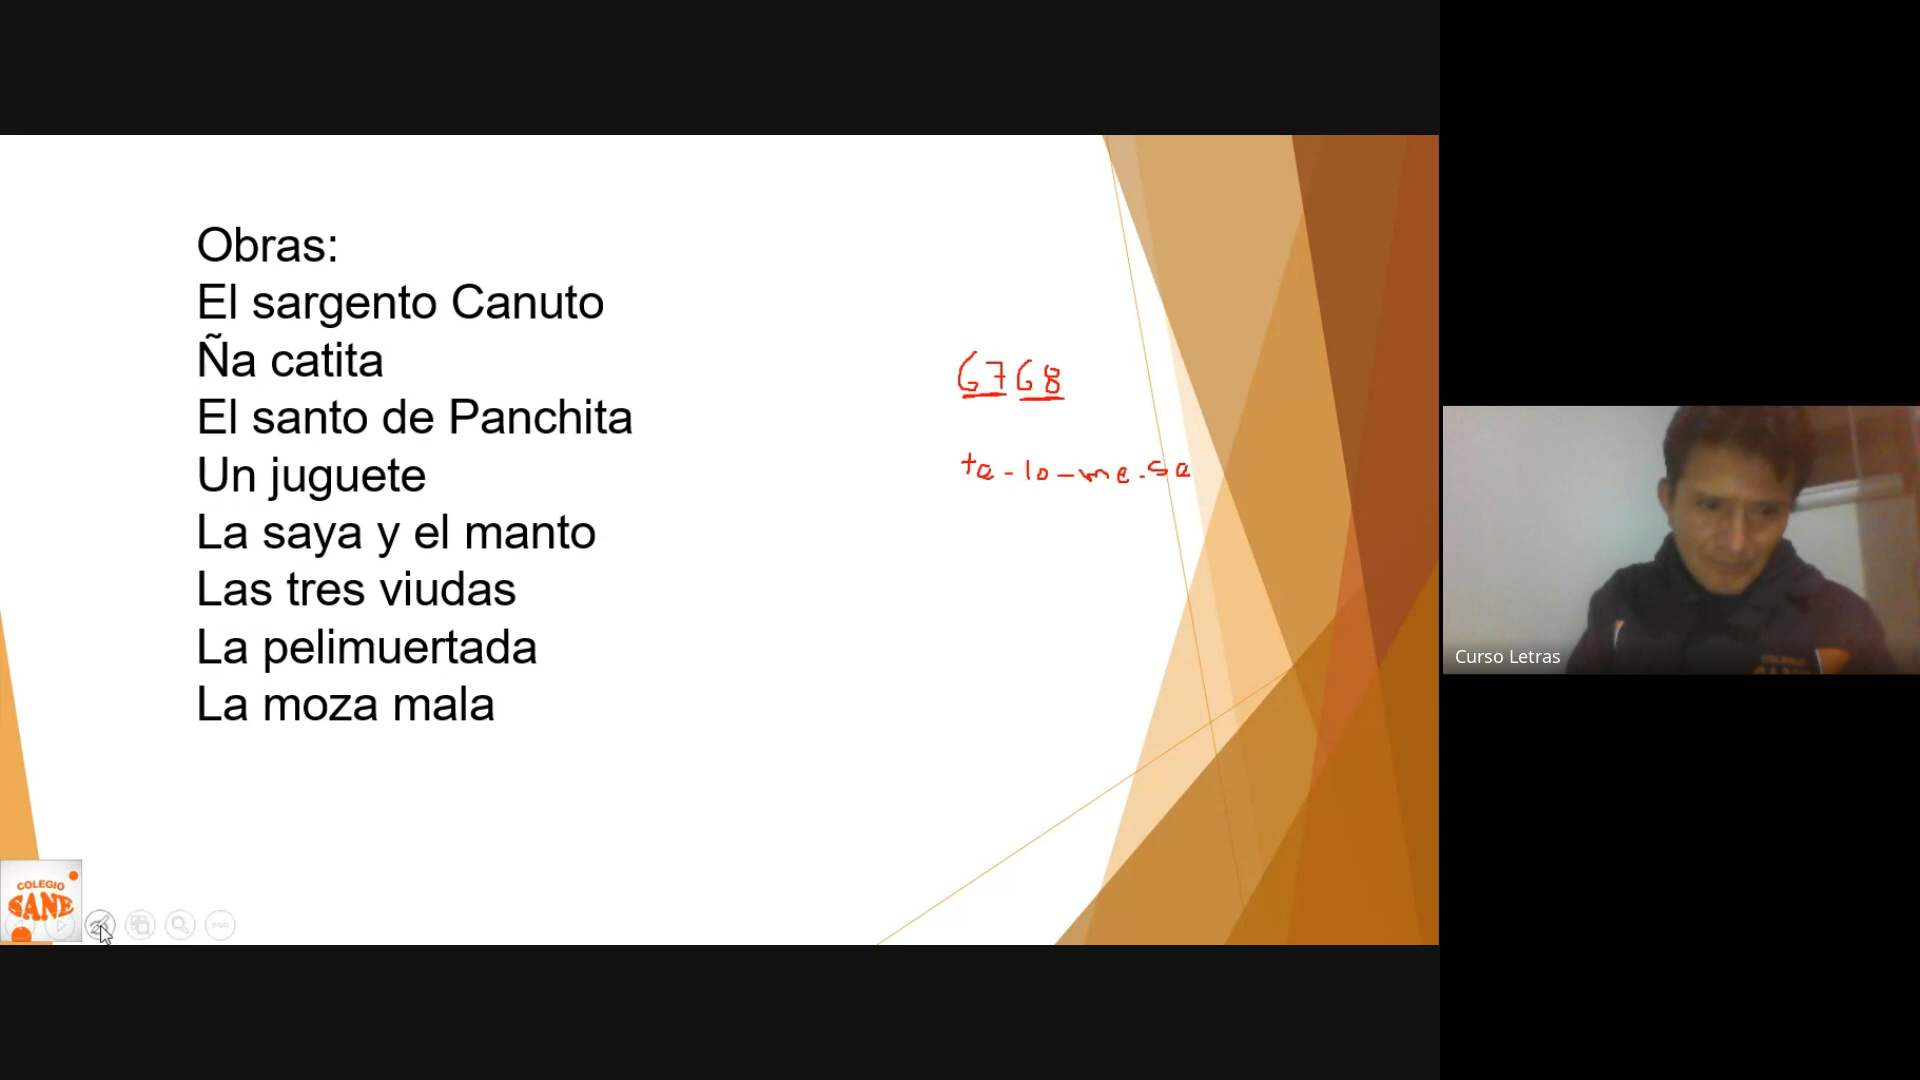 Obras:
El sargento Canuto
Ña catita
El santo de Panchita
Un juguete
La saya y el manto
Las tres viudas
La pelimuertada
La moza mala
6768
ta-lo-me.sa
Curso Letras
COLEGIO
SANE